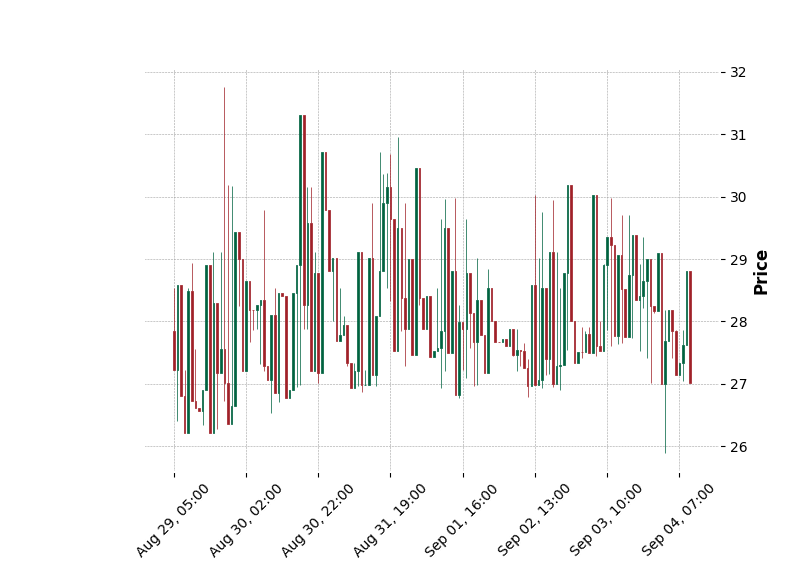 32
31
30
29
28
27
26
Price
Aug 29, 05:00
Aug 30, 02:00
Aug 30, 22:00
Aug 31, 19:00
Sep 01, 16:00
Sep 02, 13:00
Sep 03, 10:00
Sep 04, 07:00